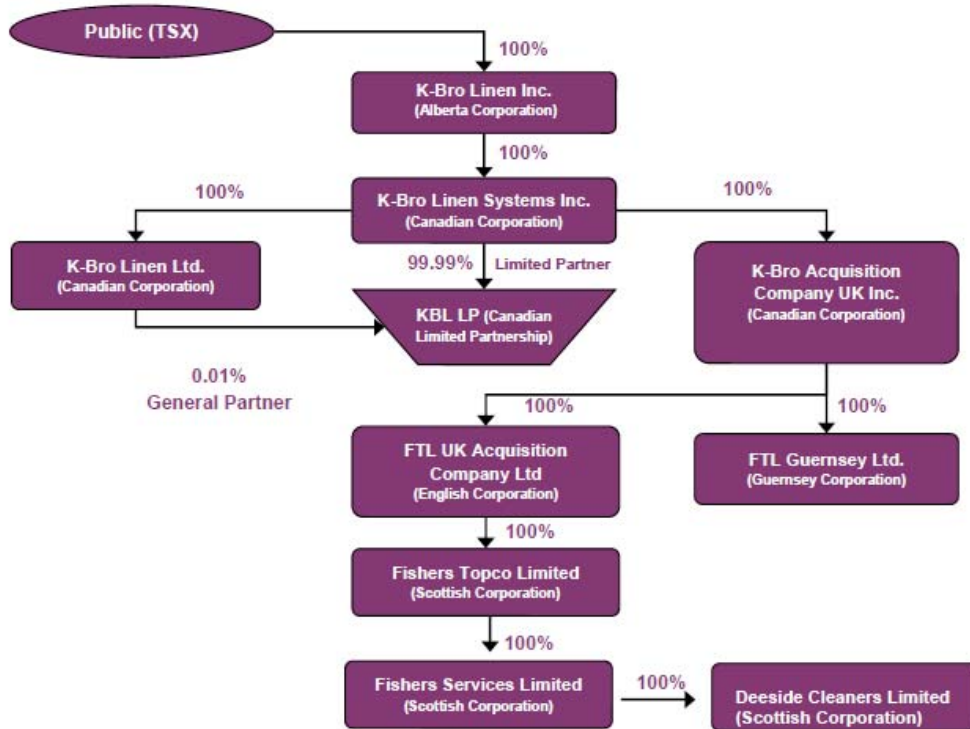 Public (TSX)
100%
K-Bro Linen Inc.
(Alberta Corporation)
100%
K-Bro Linen Systems Inc.
(Canadian Corporation)
100%
100%
K-Bro Linen Ltd.
(Canadian Corporation)
99.99%
Limited Partner
KBL LP (Canadian
Limited Partnership)
K-Bro Acquisition
Company UK Inc.
(Canadian Corporation)
0.01%
General Partner
100%
100%
FTL UK Acquisition
Company Ltd
(English Corporation)
FTL Guernsey Ltd.
(Guernsey Corporation)
100%
Fishers Topco Limited
(Scottish Corporation)
100%
Fishers Services Limited
(Scottish Corporation)
100%
Deeside Cleaners Limited
(Scottish Corporation)